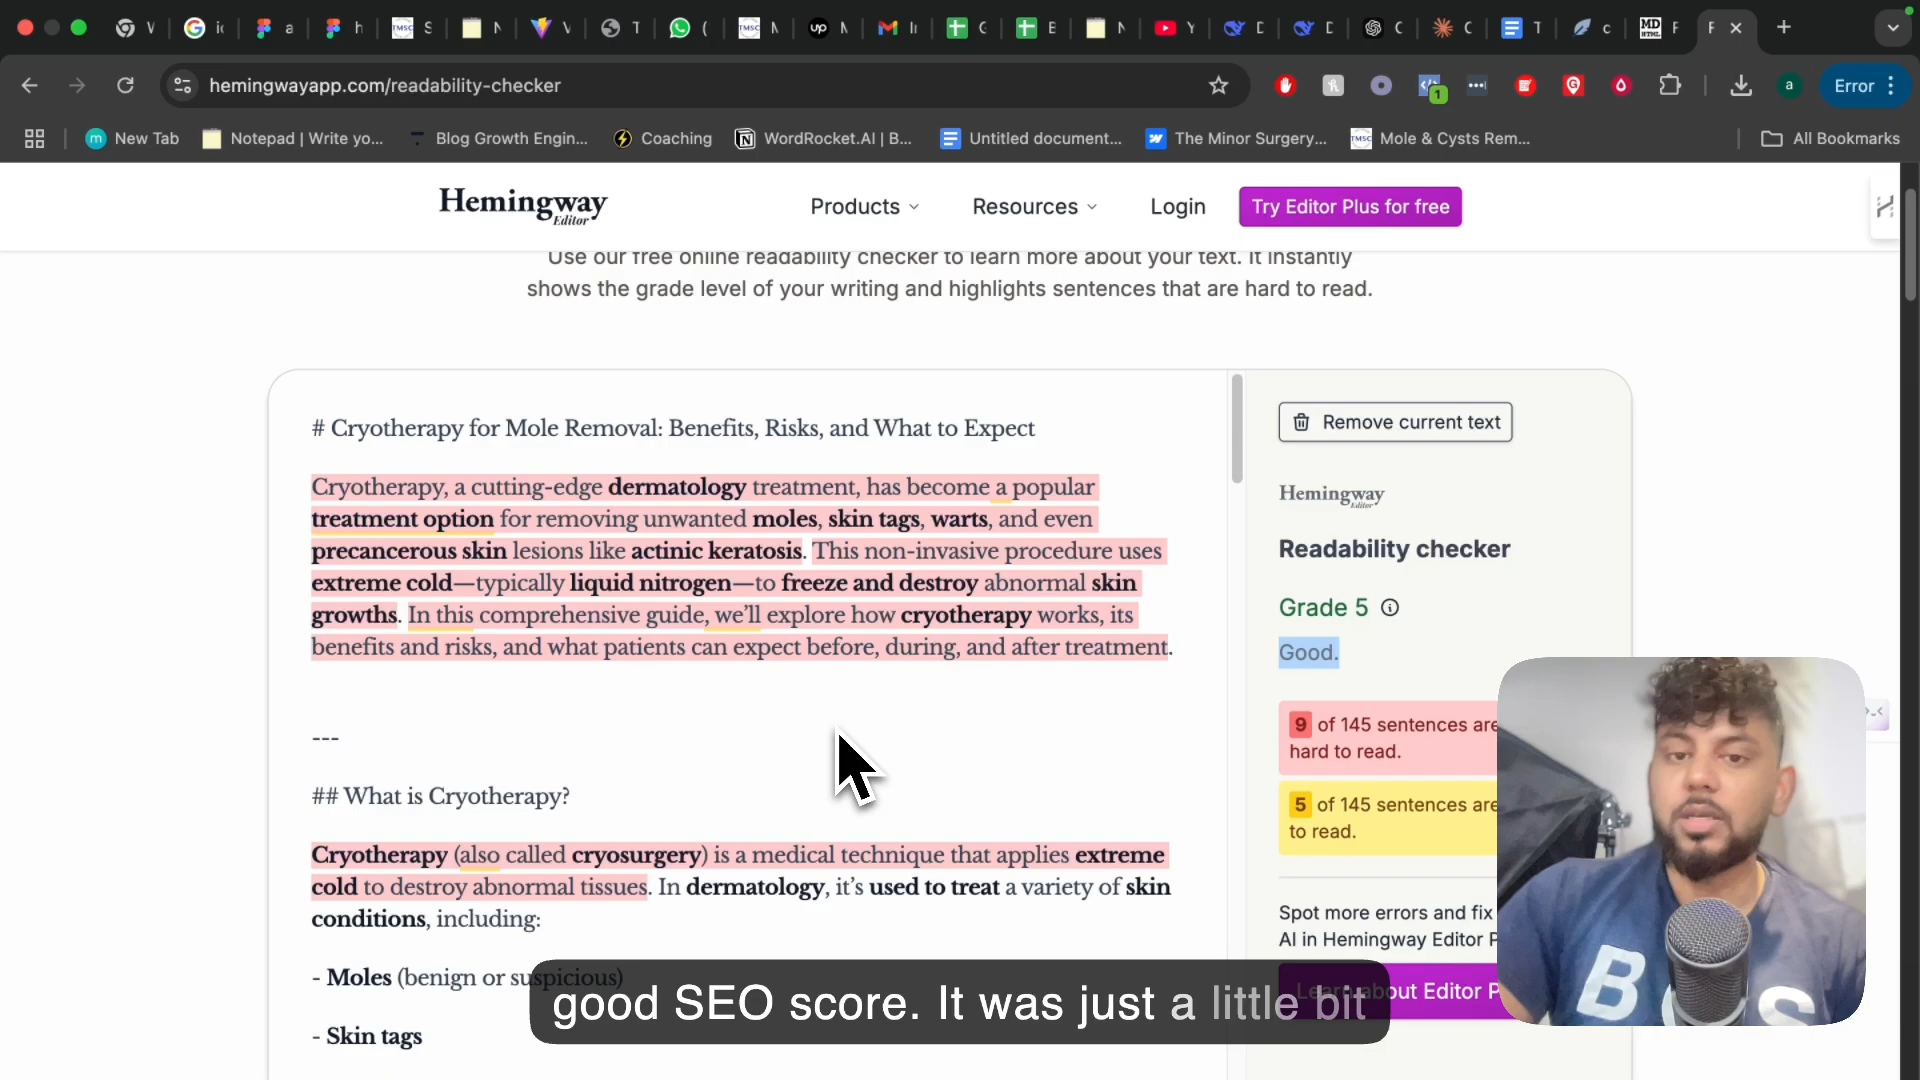 hemingwayapp.com/readability-checker
Error
New Tab
Notepad | Write yo...
Blog Growth Engin...
Coaching
WordRocket.AI | B...
Untitled document...
The Minor Surgery...
Mole & Cysts Rem...
All Bookmarks
Hemingway
Editor
Products
Resources
Login
Try Editor Plus for free
Use our free online readability checker to learn more about your text. It instantly
shows the grade level of your writing and highlights sentences that are hard to read.
# Cryotherapy for Mole Removal: Benefits, Risks, and What to Expect
Cryotherapy, a cutting-edge dermatology treatment, has become a popular
treatment option for removing unwanted moles, skin tags, warts, and even
precancerous skin lesions like actinic keratosis. This non-invasive procedure uses
extreme cold—typically liquid nitrogen—to freeze and destroy abnormal skin
growths. In this comprehensive guide, we’ll explore how cryotherapy works, its
benefits and risks, and what patients can expect before, during, and after treatment.
---
## What is Cryotherapy?
Cryotherapy (also called cryosurgery) is a medical technique that applies extreme
cold to destroy abnormal tissues. In dermatology, it’s used to treat a variety of skin
conditions, including:
- Moles (benign or suspicious)
- Skin tags
Remove current text
Hemingway
Editor
Readability checker
Grade 5
Good.
9 of 145 sentences are
hard to read.
5 of 145 sentences are
to read.
Spot more errors and fix
AI in Hemingway Editor P
Learn about Editor P
good SEO score. It was just a little bit